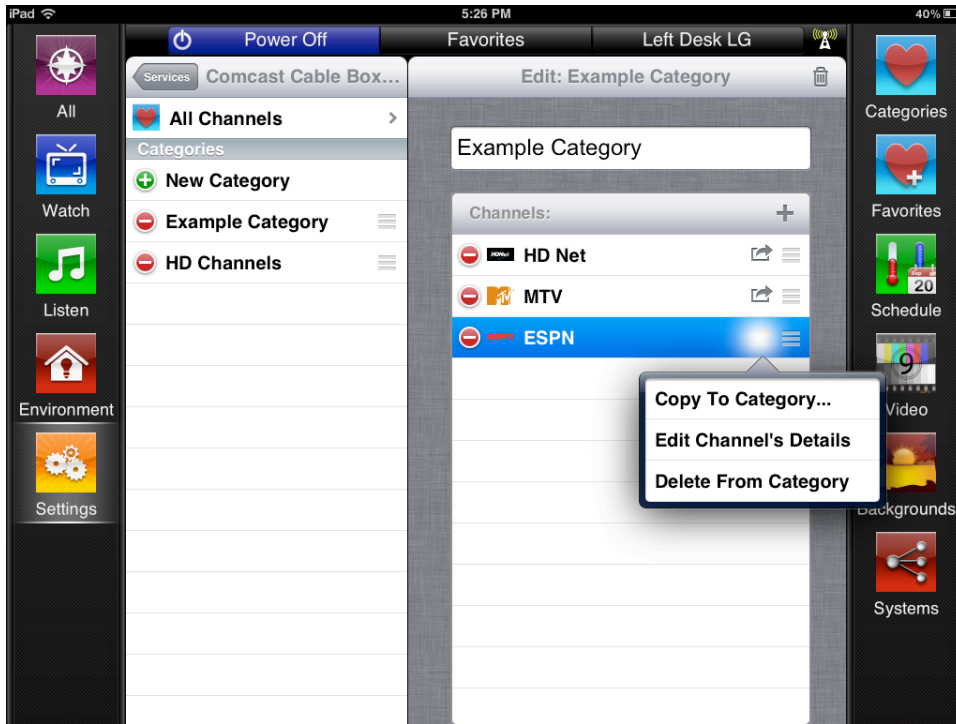 iPad 5:26 PM 40%
Power Off Favorites Left Desk LG
All
Watch
Listen
Environment
Settings
Services Comcast Cable Box...
All Channels
Categories
New Category
Example Category
HD Channels
Edit: Example Category
Example Category
Channels:
HD Net
MTV
ESPN
Copy To Category...
Edit Channel's Details
Delete From Category
Categories
Favorites
Sep
20
Schedule
9
Video
Backgrounds
Systems